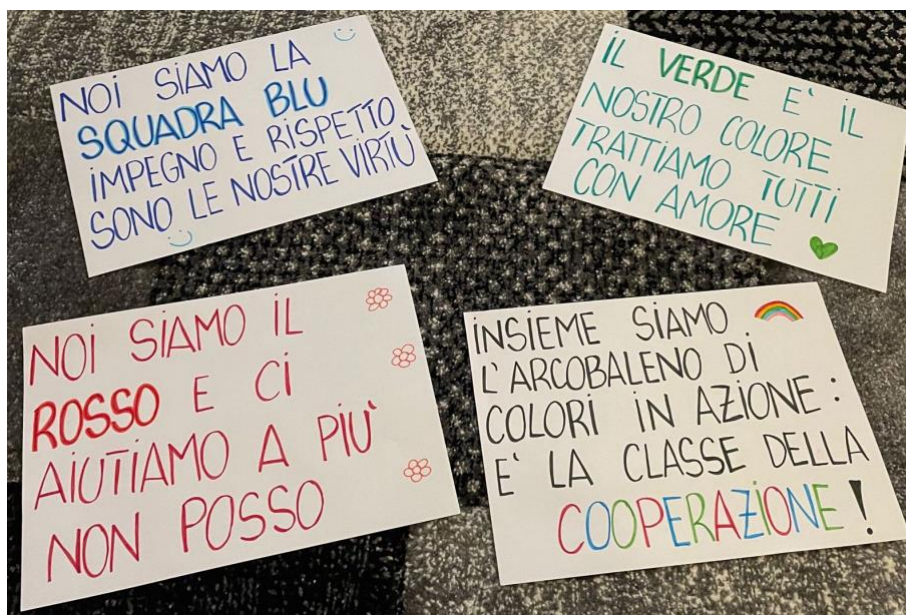 NOI SIAMO LA
SQUADRA BLU
IMPEGNO E RISPETTO
SONO LE NOSTRE VIRTÙ
IL VERDE E' IL
NOSTRO COLORE
TRATTIAMO TUTTI
CON AMORE
NOI SIAMO IL
ROSSO E CI
AIUTIAMO A PIÙ
NON POSSO
INSIEME SIAMO
L'ARCOBALENO DI
COLORI IN AZIONE:
E' LA CLASSE DELLA
COOPERAZIONE!